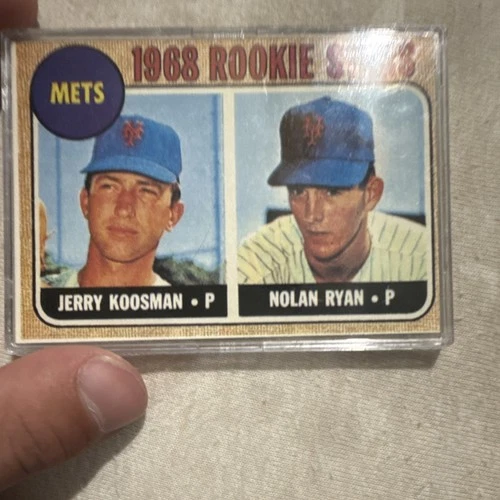 1968 ROOKIE
METS
JERRY KOOSMAN • P
NOLAN RYAN • P